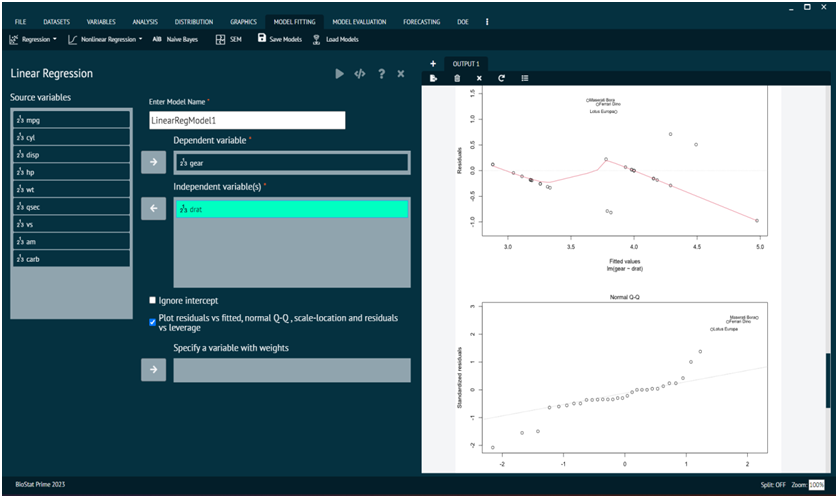 FILE DATASETS VARIABLES ANALYSIS DISTRIBUTION GRAPHICS MODEL FITTING MODEL EVALUATION FORECASTING DOE
Regression Nonlinear Regression Naive Bayes SEM Save Models Load Models
Linear Regression
Source variables
mpg
cyl
disp
hp
wt
qsec
vs
am
carb
Enter Model Name *
LinearRegModel1
Dependent variable *
gear
Independent variable(s) *
drat
Ignore intercept
Plot residuals vs fitted, normal Q-Q , scale-location and residuals
vs leverage
Specify a variable with weights
+ OUTPUT 1
Maserati Bora
Ferrari Dino
Lotus Europa
Residuals
1.5
1.0
0.5
0.0
-1.0
3.0 3.5 4.0 4.5 5.0
Fitted values
lm(gear ~ drat)
Normal Q-Q
Maserati Bora
Ferrari Dino
Lotus Europa
Standardized residuals
3
2
1
0
-1
-2
-2 -1 0 1 2
BioStat Prime 2023
Split: OFF Zoom: 100%